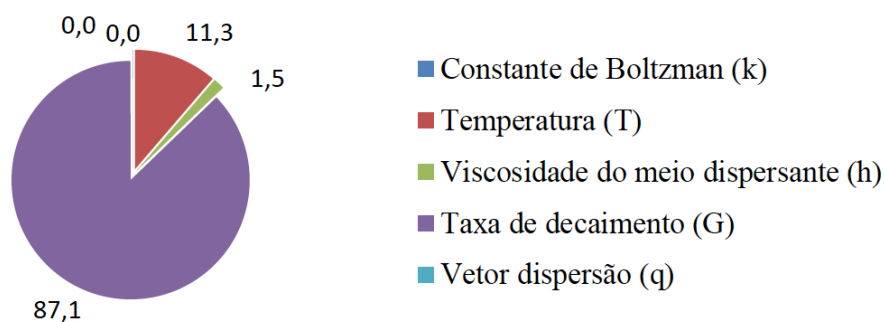 0,0
0,0
11,3
1,5
87,1
Constante de Boltzman (k)
Temperatura (T)
Viscosidade do meio dispersante (h)
Taxa de decaimento (G)
Vetor dispersão (q)